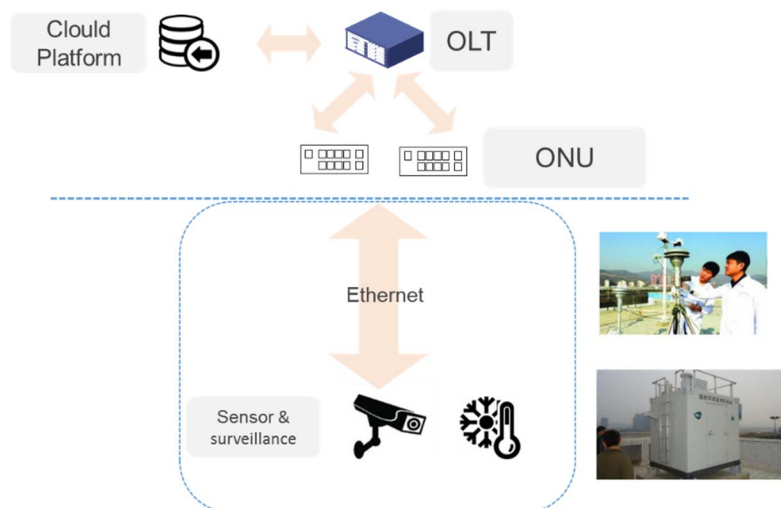 Clould
Platform
OLT
ONU
Ethernet
Sensor &
surveillance